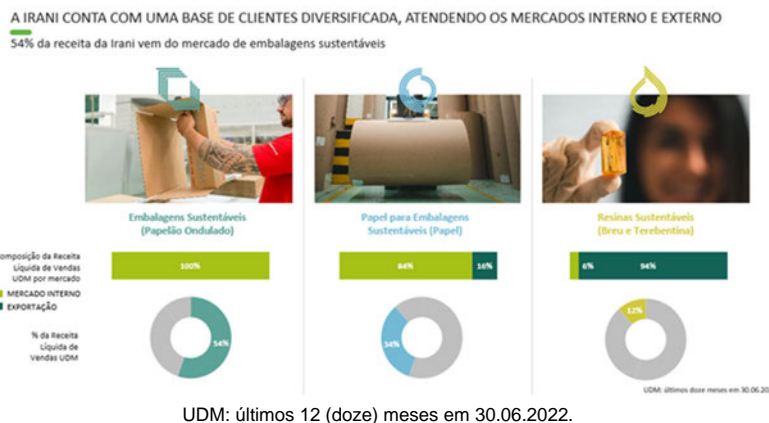 A IRANI CONTA COM UMA BASE DE CLIENTES DIVERSIFICADA, ATENDENDO OS MERCADOS INTERNO E EXTERNO
54% da receita da Irani vem do mercado de embalagens sustentáveis
Embalagens Sustentáveis
(Papelão Ondulado)
Papel para Embalagens
Sustentáveis (Papel)
Resinas Sustentáveis
(Breu e Terebentina)
omposição da Receita
Líquida de Vendas
UDM por mercado
100%
84% 16%
6% 94%
MERCADO INTERNO
EXPORTAÇÃO
% da Receita
Líquida de
Vendas UDM
54%
34%
12%
UDM: últimos doze meses em 30.06.20
UDM: últimos 12 (doze) meses em 30.06.2022.